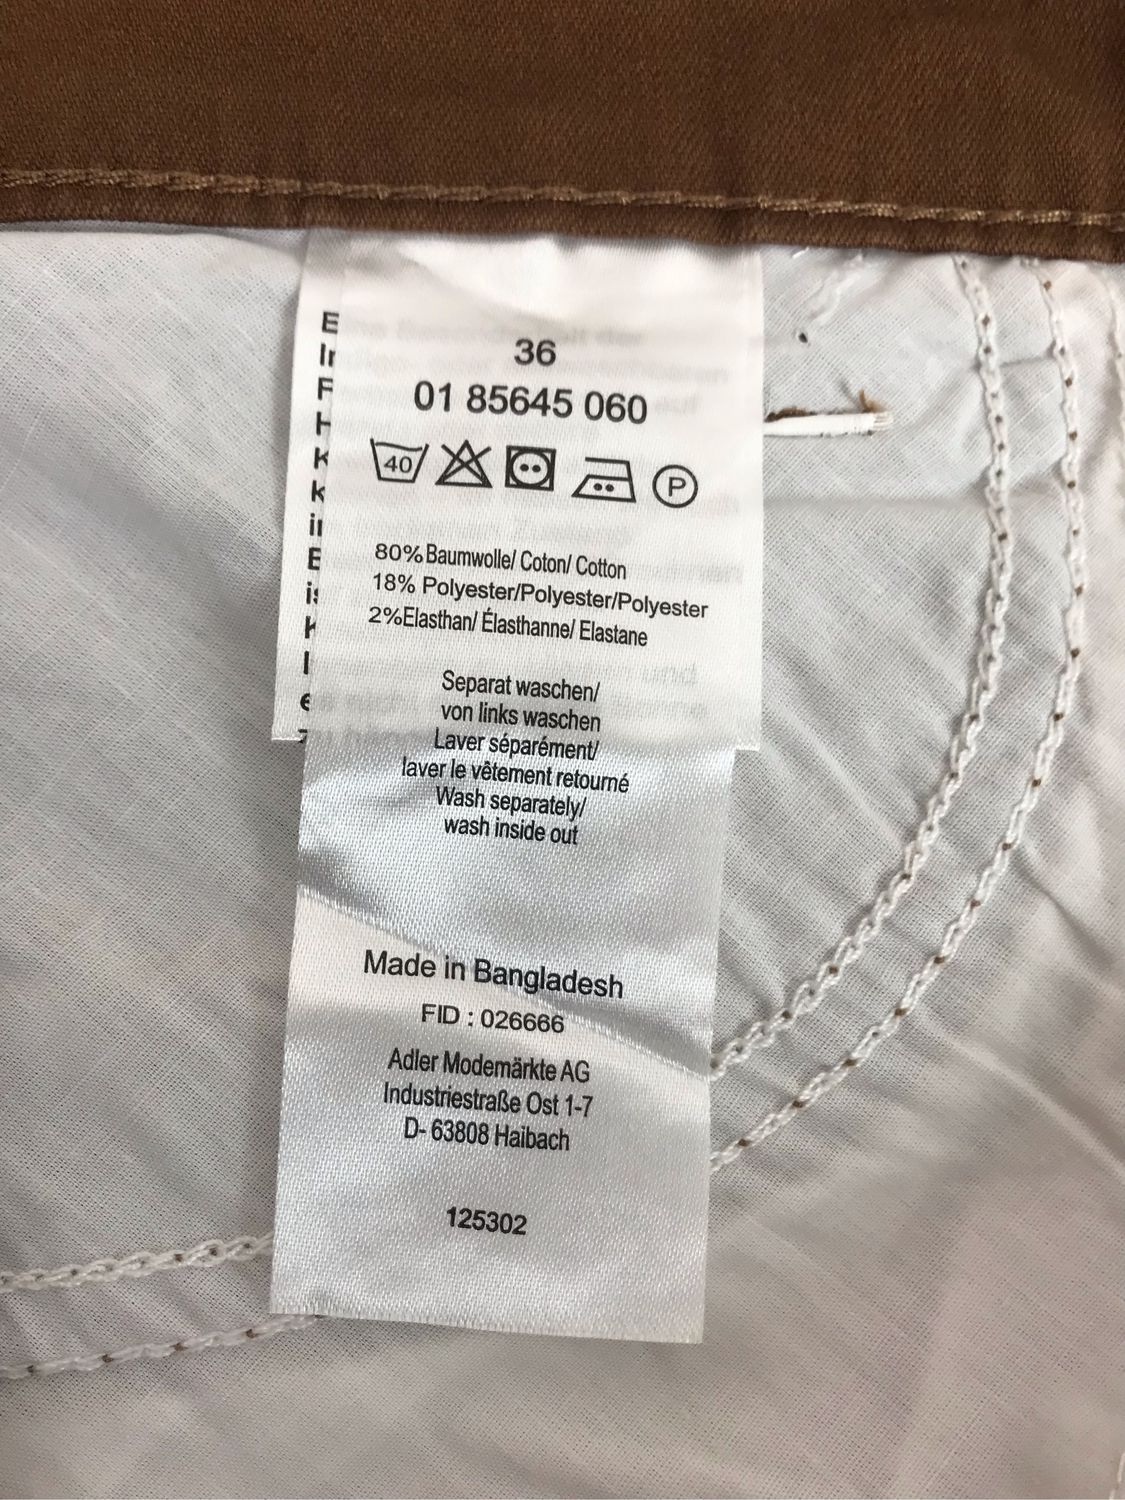 36
01 85645 060
40
P
80% Baumwolle/ Coton/ Cotton
18% Polyester/Polyester/Polyester
2%Elasthan/ Élasthanne/ Elastane
Separat waschen/
von links waschen
Laver séparément/
laver le vêtement retourné
Wash separately/
wash inside out
Made in Bangladesh
FID : 026666
Adler Modemärkte AG
Industriestraße Ost 1-7
D- 63808 Haibach
125302